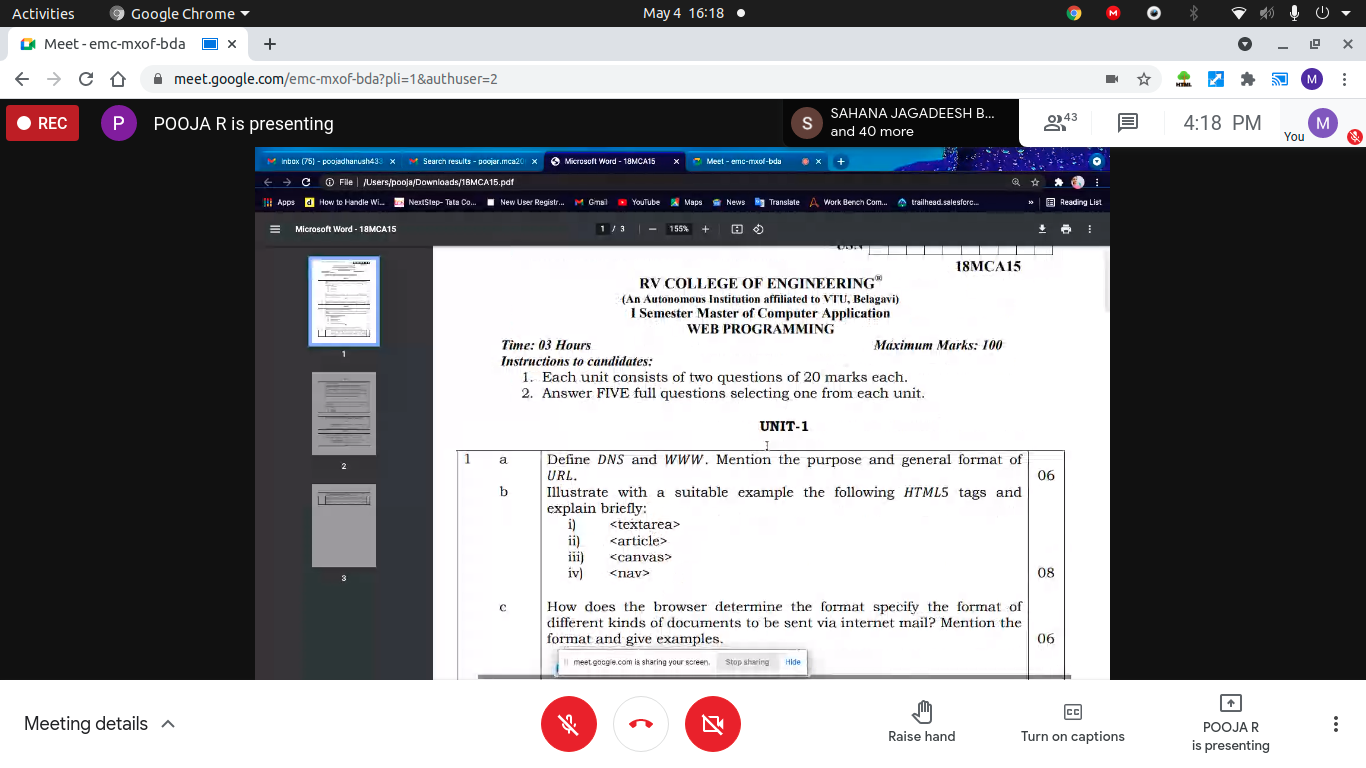 Activities
Google Chrome
May 4 16:18
Meet - emc-mxof-bda
meet.google.com/emc-mxof-bda?pli=1&authuser=2
HTML
M
REC
P
POOJA R is presenting
S
SAHANA JAGADEESH B...
and 40 more
43
4:18 PM
You
M
Inbox (75) - poojadhanush433
Search results - poojar.mca20
Microsoft Word - 18MCA15
Meet - emc-mxof-bda
File | /Users/pooja/Downloads/18MCA15.pdf
Apps
How to Handle Wi...
NextStep- Tata Co...
New User Registr...
Gmail
YouTube
Maps
News
Translate
Work Bench Com...
trailhead.salesforc...
»
Reading List
Microsoft Word - 18MCA15
1 / 3
155%
1
2
3
USN
18MCA15
RV COLLEGE OF ENGINEERING®
(An Autonomous Institution affiliated to VTU, Belagavi)
I Semester Master of Computer Application
WEB PROGRAMMING
Time: 03 Hours Maximum Marks: 100
Instructions to candidates:
1. Each unit consists of two questions of 20 marks each.
2. Answer FIVE full questions selecting one from each unit.
UNIT-1
1 a Define DNS and WWW. Mention the purpose and general format of
URL. 06
b Illustrate with a suitable example the following HTML5 tags and
explain briefly:
i) <textarea>
ii) <article>
iii) <canvas>
iv) <nav> 08
c How does the browser determine the format specify the format of
different kinds of documents to be sent via internet mail? Mention the
format and give examples. 06
meet.google.com is sharing your screen. Stop sharing Hide
Meeting details
Raise hand
CC
Turn on captions
POOJA R
is presenting